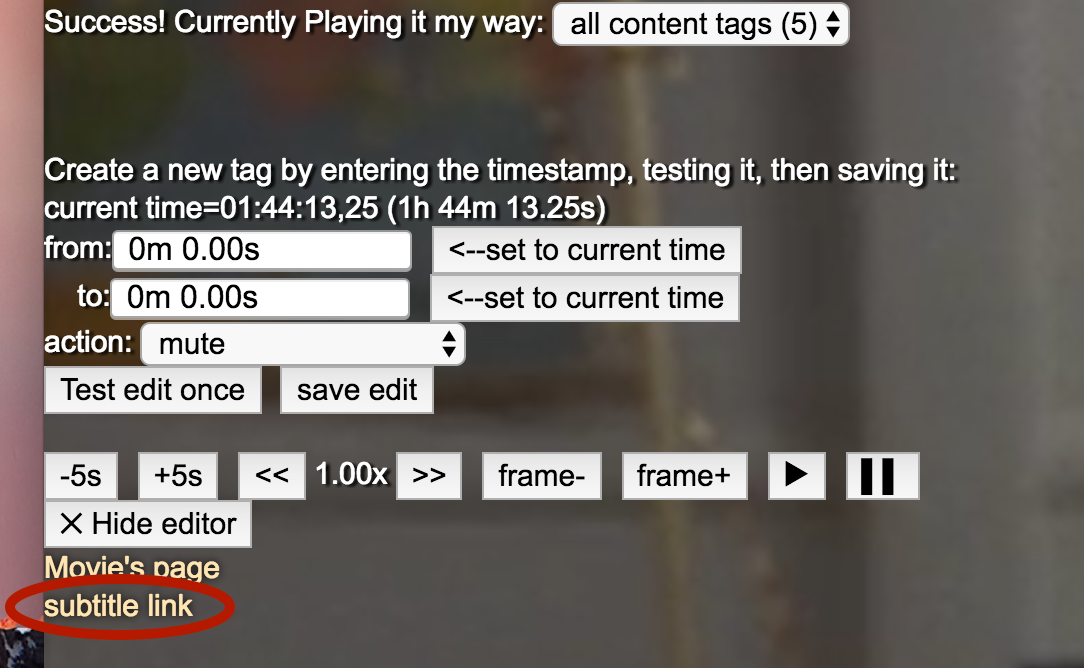 Success! Currently Playing it my way: all content tags (5)
Create a new tag by entering the timestamp, testing it, then saving it:
current time=01:44:13,25 (1h 44m 13.25s)
from: 0m 0.00s <--set to current time
to: 0m 0.00s <--set to current time
action: mute
Test edit once save edit
-5s +5s << 1.00x >> frame- frame+
× Hide editor
Movie's page
subtitle link